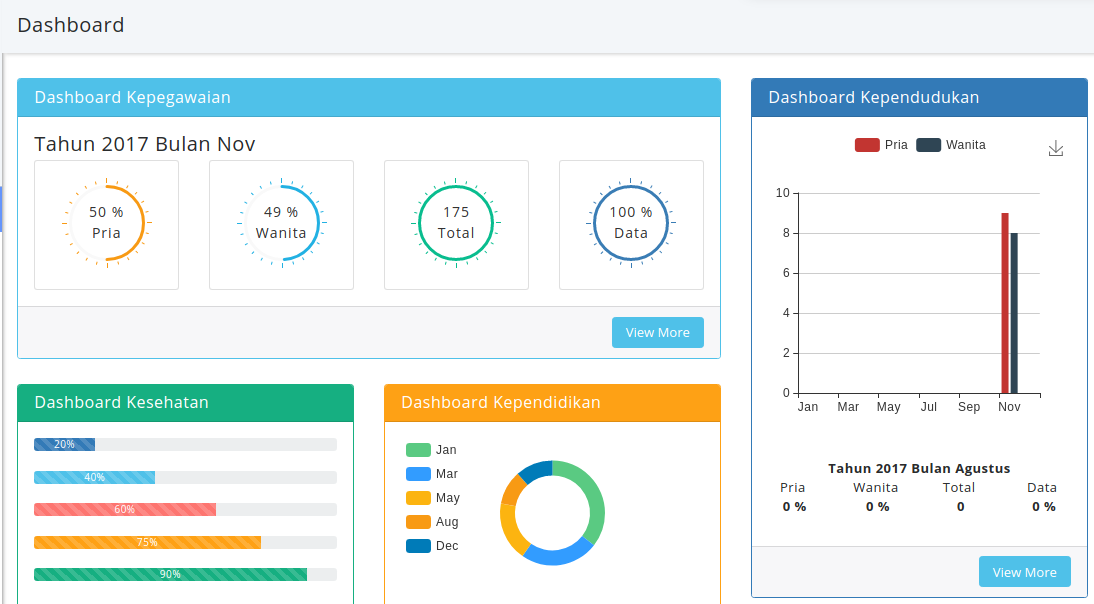 Dashboard
Dashboard Kepegawaian
Tahun 2017 Bulan Nov
50 %
Pria
49 %
Wanita
175
Total
100 %
Data
View More
Dashboard Kesehatan
20%
40%
60%
75%
90%
Dashboard Kependidikan
Jan
Mar
May
Aug
Dec
Dashboard Kependudukan
Pria Wanita
10
8
6
4
2
0
Jan Mar May Jul Sep Nov
Tahun 2017 Bulan Agustus
Pria Wanita Total Data
0 % 0 % 0 0 %
View More